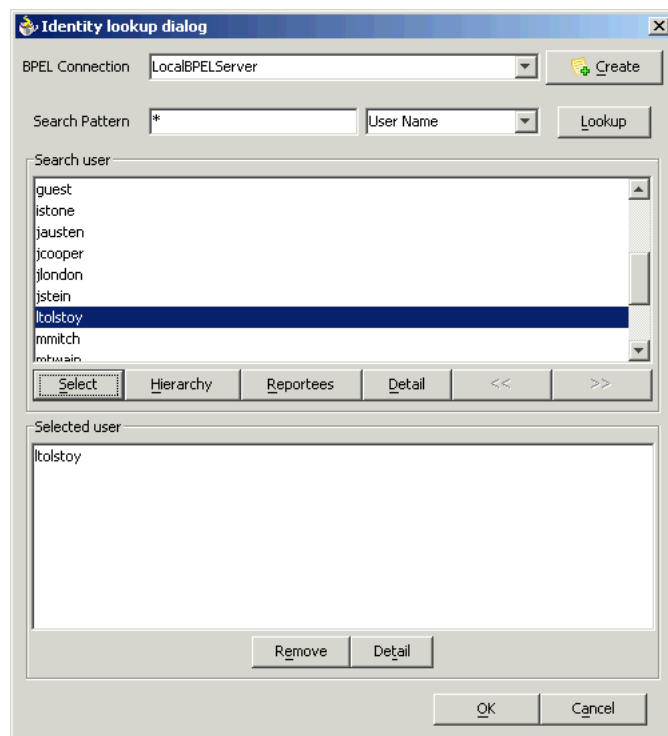 Identity lookup dialog
BPEL Connection LocalBPELServer Create
Search Pattern * User Name Lookup
Search user
guest
istone
jausten
jcooper
jlondon
jstein
ltolstoy
mmitch
mtwain
Select Hierarchy Reportees Detail << >>
Selected user
ltolstoy
Remove Detail
OK Cancel